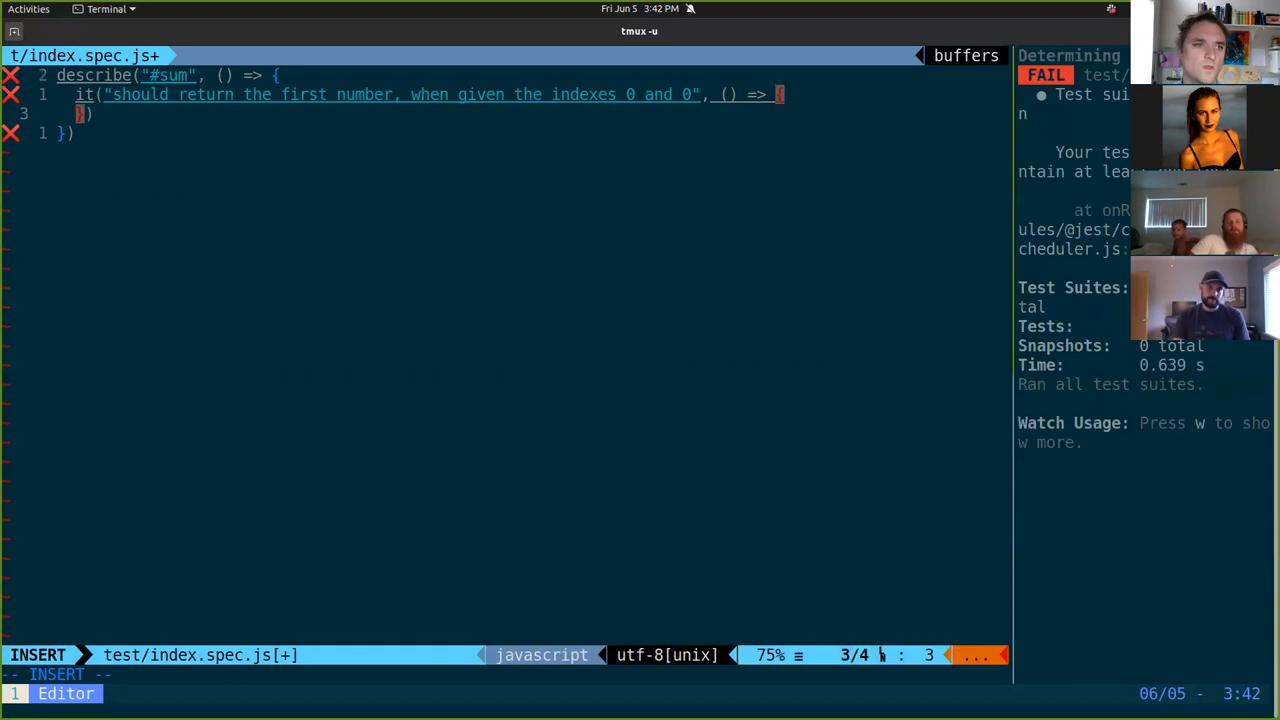 Activities
Terminal
Fri Jun 5 3:42 PM
tmux -u
t/index.spec.js+
buffers
2 describe("#sum", () => {
1 it("should return the first number, when given the indexes 0 and 0", () => {
3 })
1 })
Determining
FAIL test/
● Test sui
n
Your tes
ntain at lea
at onR
ules/@jest/c
cheduler.js:
Test Suites:
tal
Tests:
Snapshots: 0 total
Time: 0.639 s
Ran all test suites.
Watch Usage: Press w to sho
w more.
INSERT test/index.spec.js[+] javascript utf-8[unix] 75% ≡ 3/4 : 3 ...
-- INSERT --
1 Editor 06/05 - 3:42